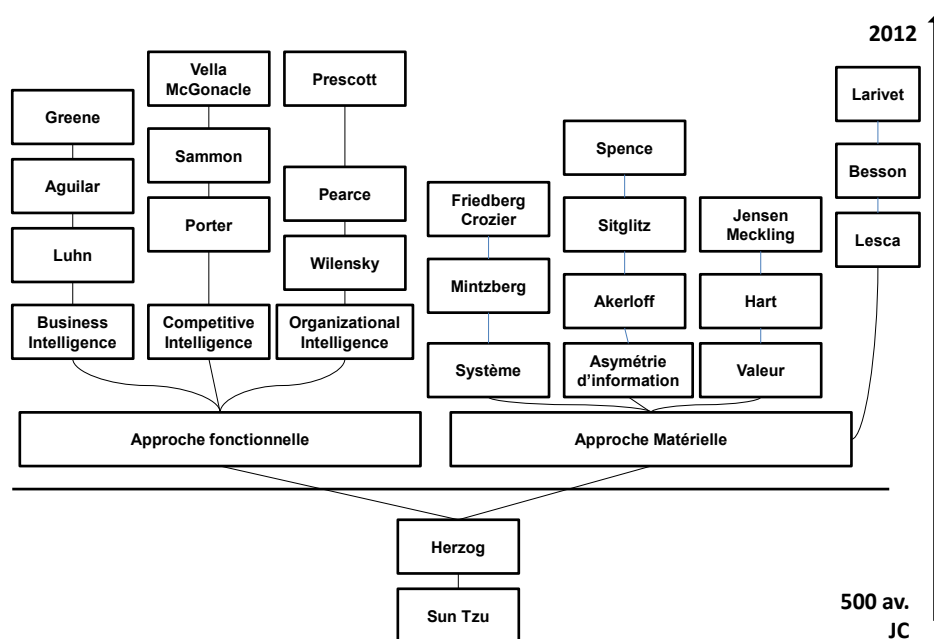 2012
Vella
McGonacle
Prescott
Larivet
Greene
Spence
Sammon
Besson
Aguilar
Pearce
Friedberg
Crozier
Porter
Sitglitz
Jensen
Meckling
Lesca
Luhn
Wilensky
Mintzberg
Akerloff
Hart
Business
Intelligence
Competitive
Intelligence
Organizational
Intelligence
Système
Asymétrie
d'information
Valeur
Approche fonctionnelle
Approche Matérielle
Herzog
Sun Tzu
500 av.
JC